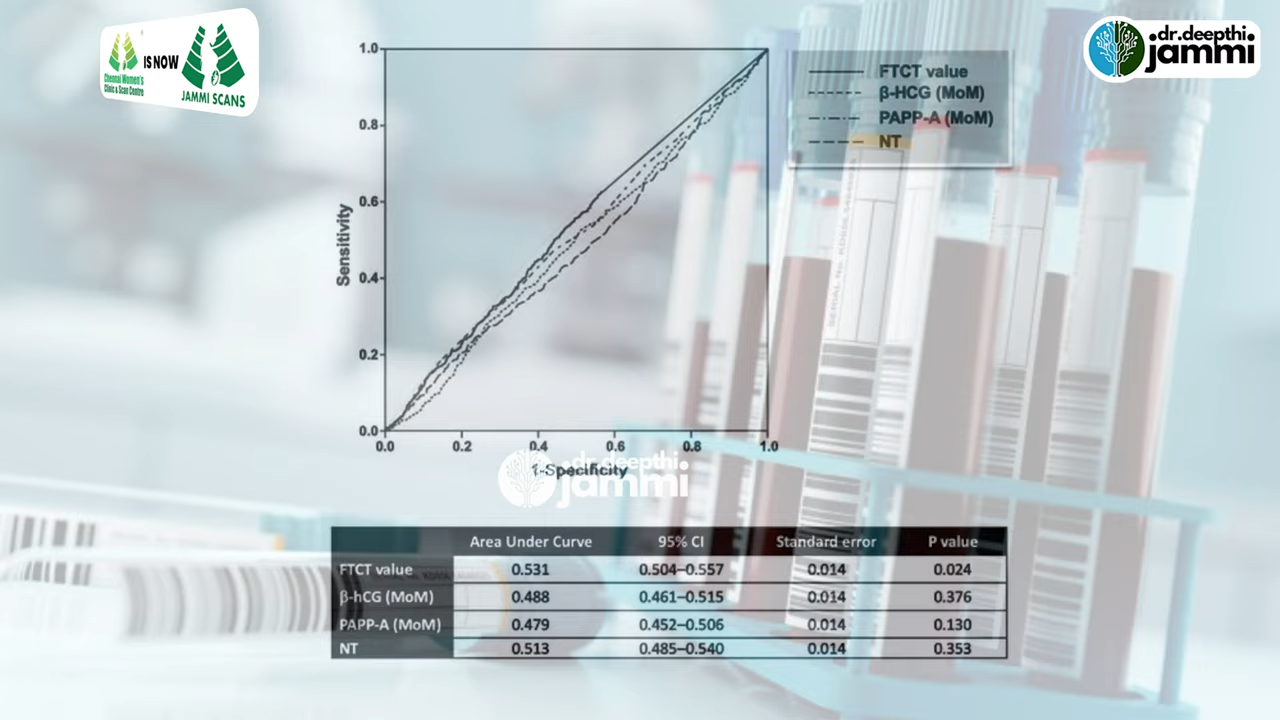 Chennai Women's
Clinic & Scan Centre
IS NOW
JAMMI SCANS
dr.deepthi
jammi
1.0
0.8
0.6
0.4
0.2
0.0
Sensitivity
0.0 0.2 0.4 0.6 0.8 1.0
1-Specificity
FTCT value
β-HCG (MoM)
PAPP-A (MoM)
NT
dr.deepthi
jammi
Area Under Curve 95% CI Standard error P value
FTCT value 0.531 0.504–0.557 0.014 0.024
β-hCG (MoM) 0.488 0.461–0.515 0.014 0.376
PAPP-A (MoM) 0.479 0.452–0.506 0.014 0.130
NT 0.513 0.485–0.540 0.014 0.353